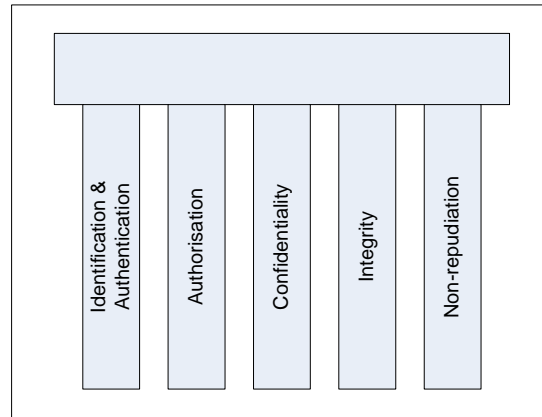 Identification &
Authentication
Authorisation
Confidentiality
Integrity
Non-repudiation